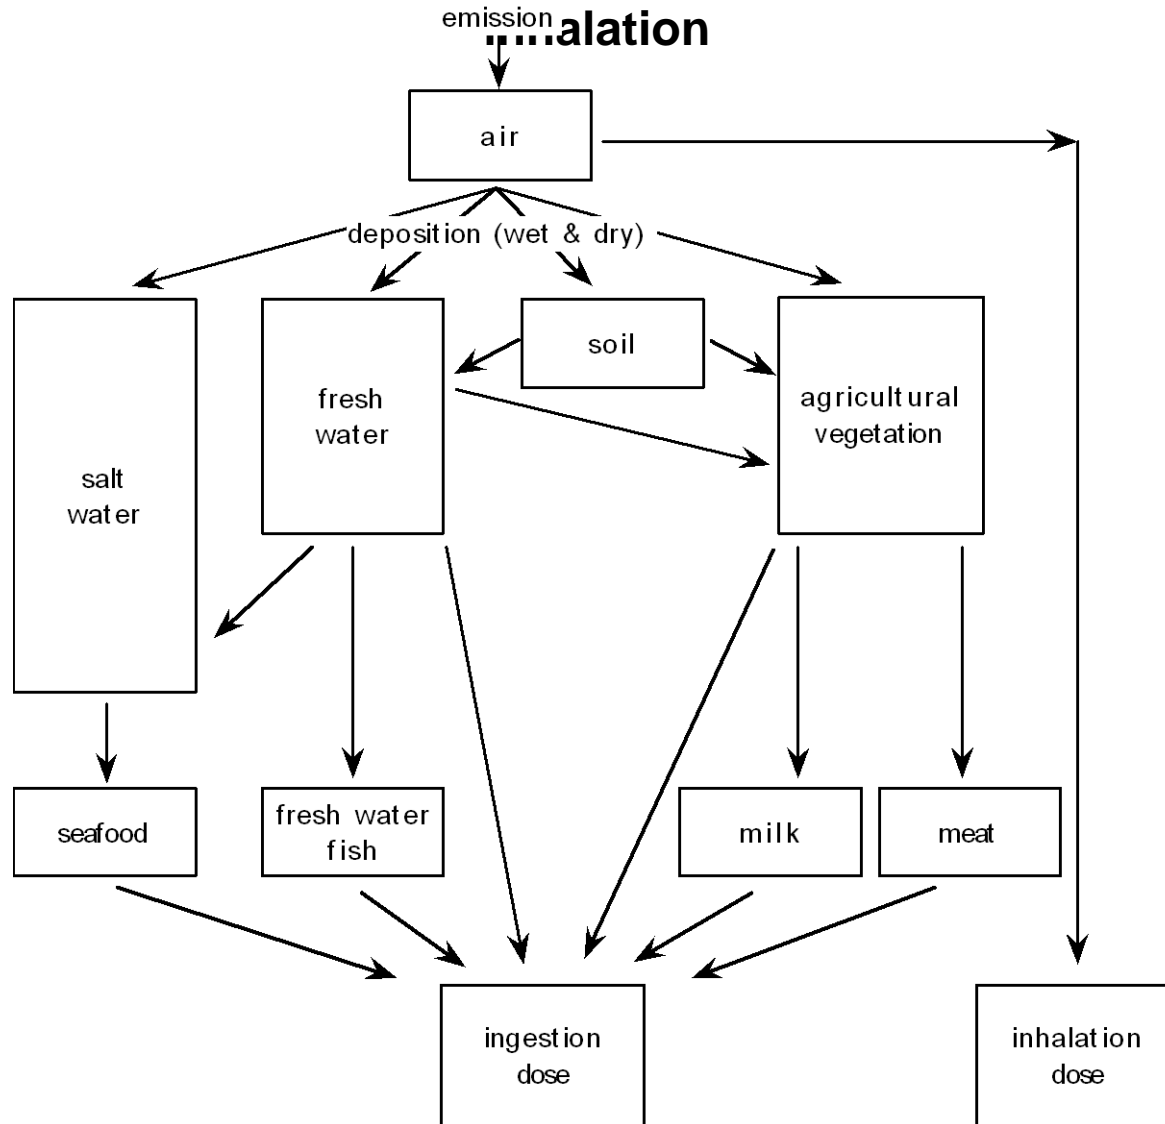 emission
air
deposition (wet & dry)
soil
fresh
water
agricultural
vegetation
salt
water
seafood
fresh water
fish
milk
meat
ingestion
dose
inhalation
dose